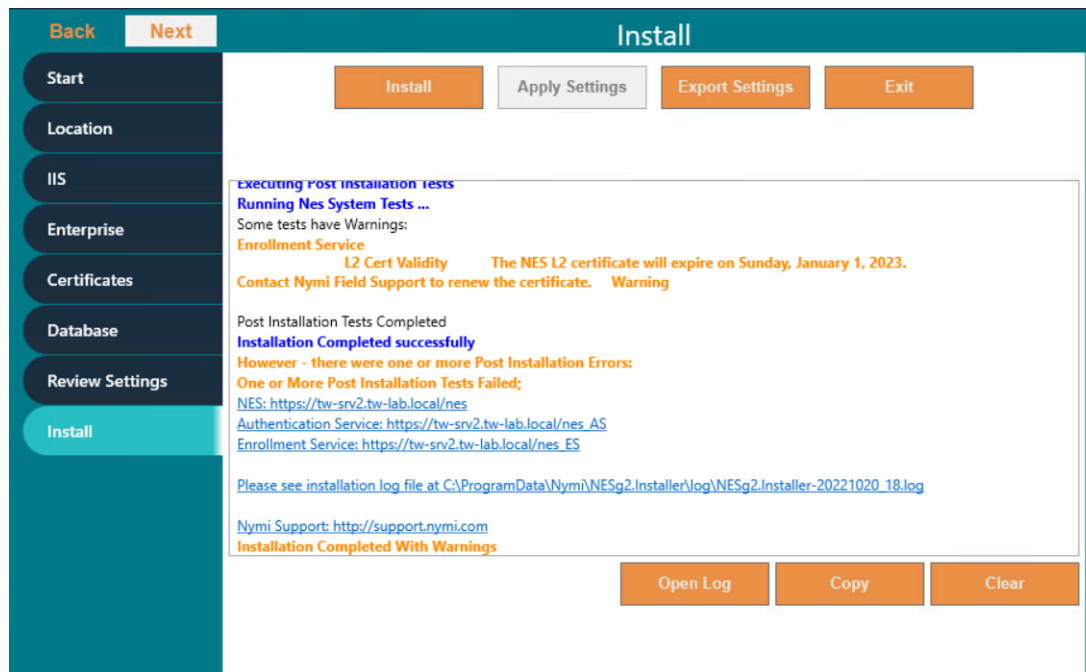 Back Next
Install
Start
Location
IIS
Enterprise
Certificates
Database
Review Settings
Install
Install Apply Settings Export Settings Exit
Executing Post Installation Tests
Running Nes System Tests ...
Some tests have Warnings:
Enrollment Service
L2 Cert Validity The NES L2 certificate will expire on Sunday, January 1, 2023.
Contact Nymi Field Support to renew the certificate. Warning
Post Installation Tests Completed
Installation Completed successfully
However - there were one or more Post Installation Errors:
One or More Post Installation Tests Failed;
NES: https://tw-srv2.tw-lab.local/nes
Authentication Service: https://tw-srv2.tw-lab.local/nes_AS
Enrollment Service: https://tw-srv2.tw-lab.local/nes_ES
Please see installation log file at C:\ProgramData\Nymi\NESg2.Installer\log\NESg2.Installer-20221020_18.log
Nymi Support: http://support.nymi.com
Installation Completed With Warnings
Open Log Copy Clear